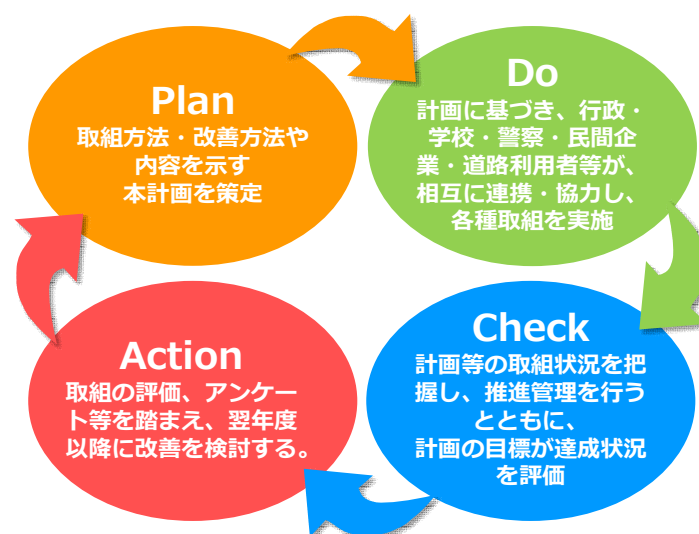 Plan
取組方法・改善方法や
内容を示す
本計画を策定
Do
計画に基づき、行政・
学校・警察・民間企
業・道路利用者等が、
相互に連携・協力し、
各種取組を実施
Check
計画等の取組状況を把
握し、推進管理を行う
とともに、
計画の目標が達成状況
を評価
Action
取組の評価、アンケー
ト等を踏まえ、翌年度
以降に改善を検討する。